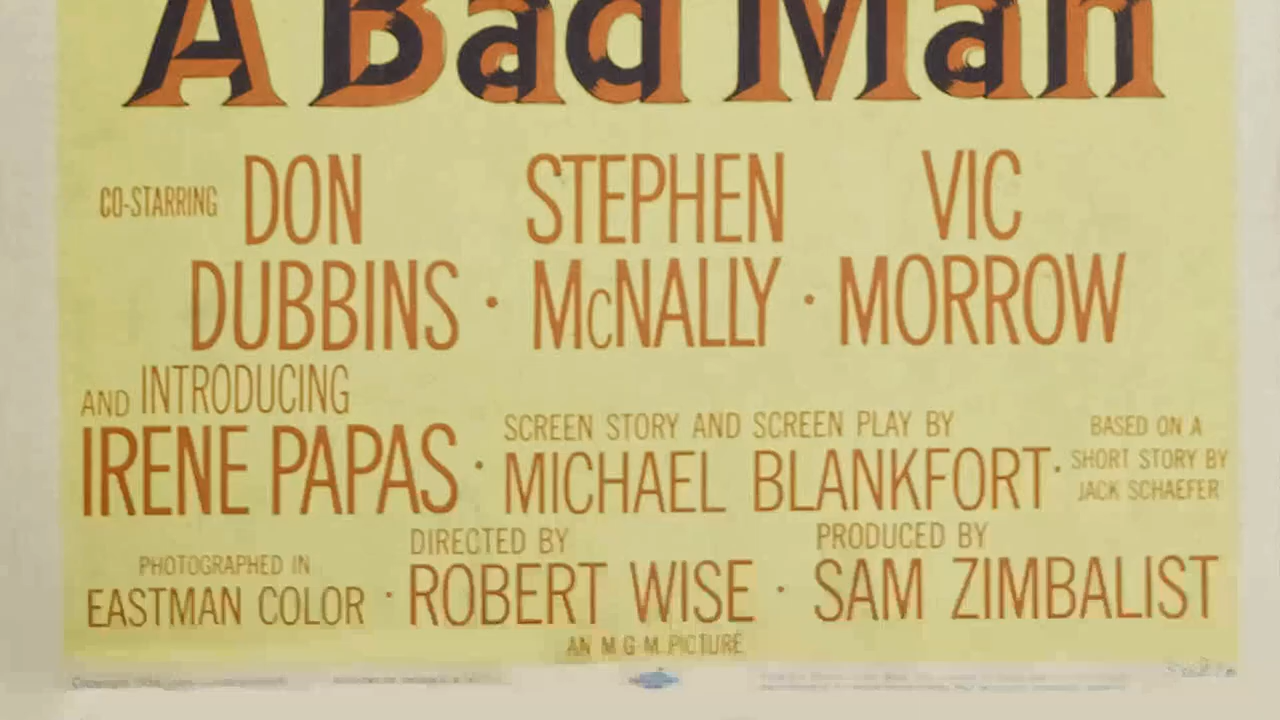 A Bad Man
CO-STARRING DON STEPHEN VIC
DUBBINS · McNALLY · MORROW
AND INTRODUCING
IRENE PAPAS ·
SCREEN STORY AND SCREEN PLAY BY
MICHAEL BLANKFORT ·
BASED ON A
SHORT STORY BY
JACK SCHAEFER
PHOTOGRAPHED IN
EASTMAN COLOR ·
DIRECTED BY
ROBERT WISE ·
PRODUCED BY
SAM ZIMBALIST
AN M-G-M PICTURE